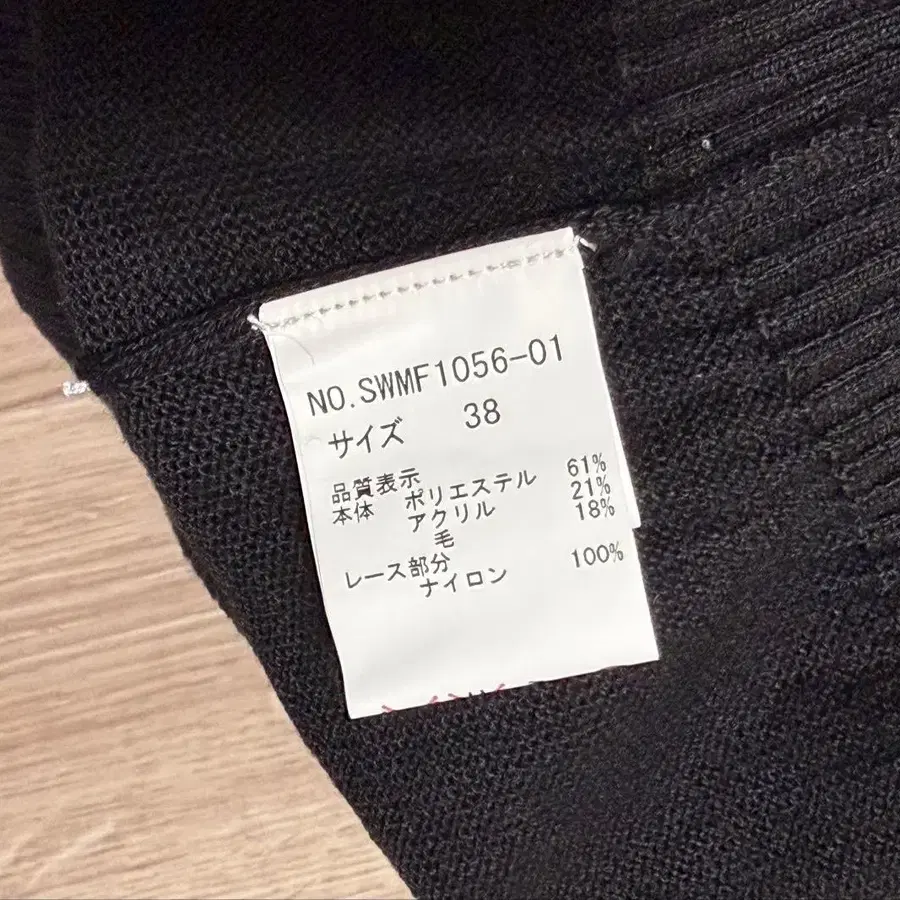 NO.SWMF1056-01
サイズ 38
品質表示
本体 ポリエステル 61%
アクリル 21%
毛 18%
レース部分
ナイロン 100%